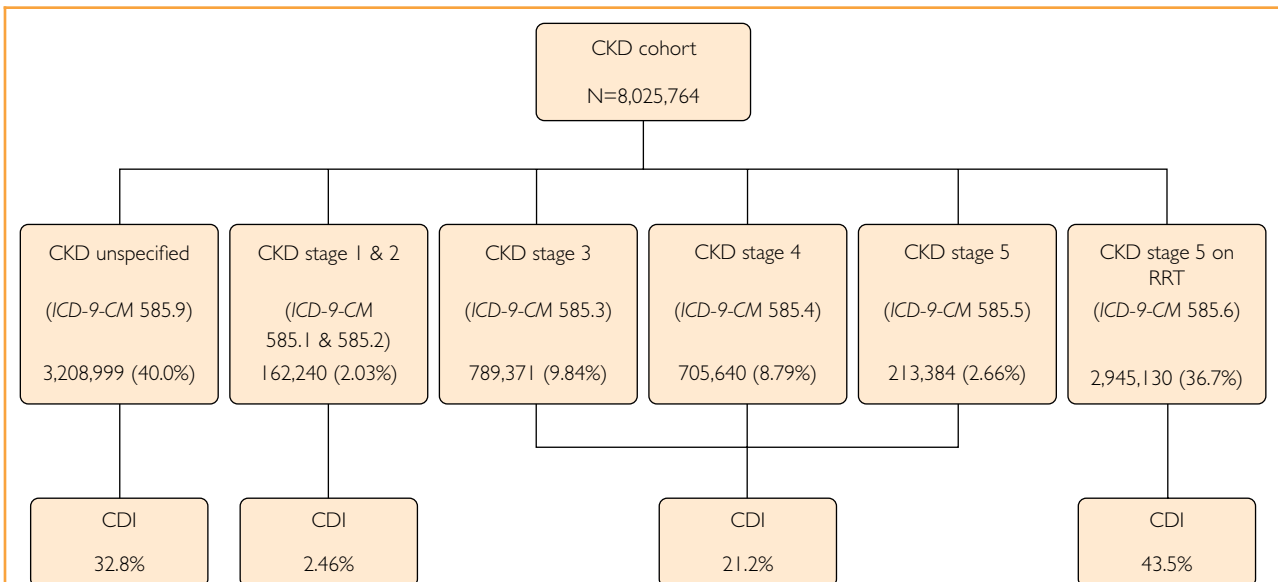 CKD cohort
N=8,025,764
CKD unspecified
(ICD-9-CM 585.9)
3,208,999 (40.0%)
CKD stage 1 & 2
(ICD-9-CM
585.1 & 585.2)
162,240 (2.03%)
CKD stage 3
(ICD-9-CM 585.3)
789,371 (9.84%)
CKD stage 4
(ICD-9-CM 585.4)
705,640 (8.79%)
CKD stage 5
(ICD-9-CM 585.5)
213,384 (2.66%)
CKD stage 5 on
RRT
(ICD-9-CM 585.6)
2,945,130 (36.7%)
CDI
32.8%
CDI
2.46%
CDI
21.2%
CDI
43.5%